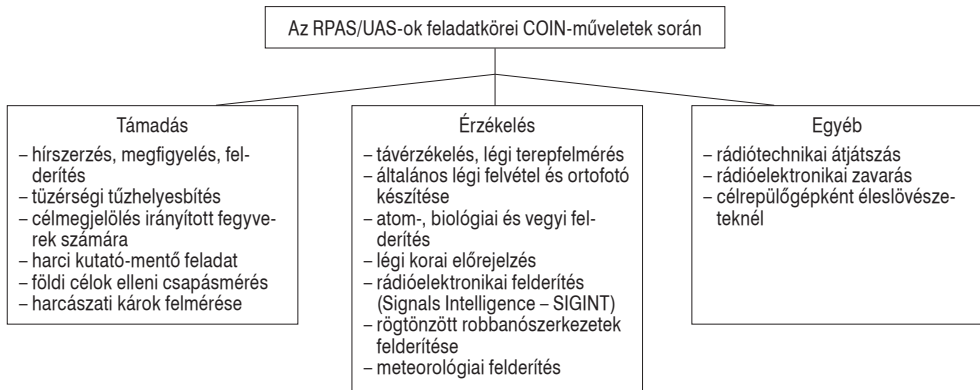 Az RPAS/UAS-ok feladatkörei COIN-műveletek során
Támadás
– hírszerzés, megfigyelés, fel-
derítés
– tüzérségi tűzhelyesbítés
– célmegjelölés irányított fegyve-
rek számára
– harci kutató-mentő feladat
– földi célok elleni csapásmérés
– harcászati károk felmérése
Érzékelés
– távérzékelés, légi terepfelmérés
– általános légi felvétel és ortofotó
készítése
– atom-, biológiai és vegyi fel-
derítés
– légi korai előrejelzés
– rádióelektronikai felderítés
(Signals Intelligence – SIGINT)
– rögtönzött robbanószerkezetek
felderítése
– meteorológiai felderítés
Egyéb
– rádiótechnikai átjátszás
– rádióelektronikai zavarás
– célrepülőgépként éleslövésze-
teknél